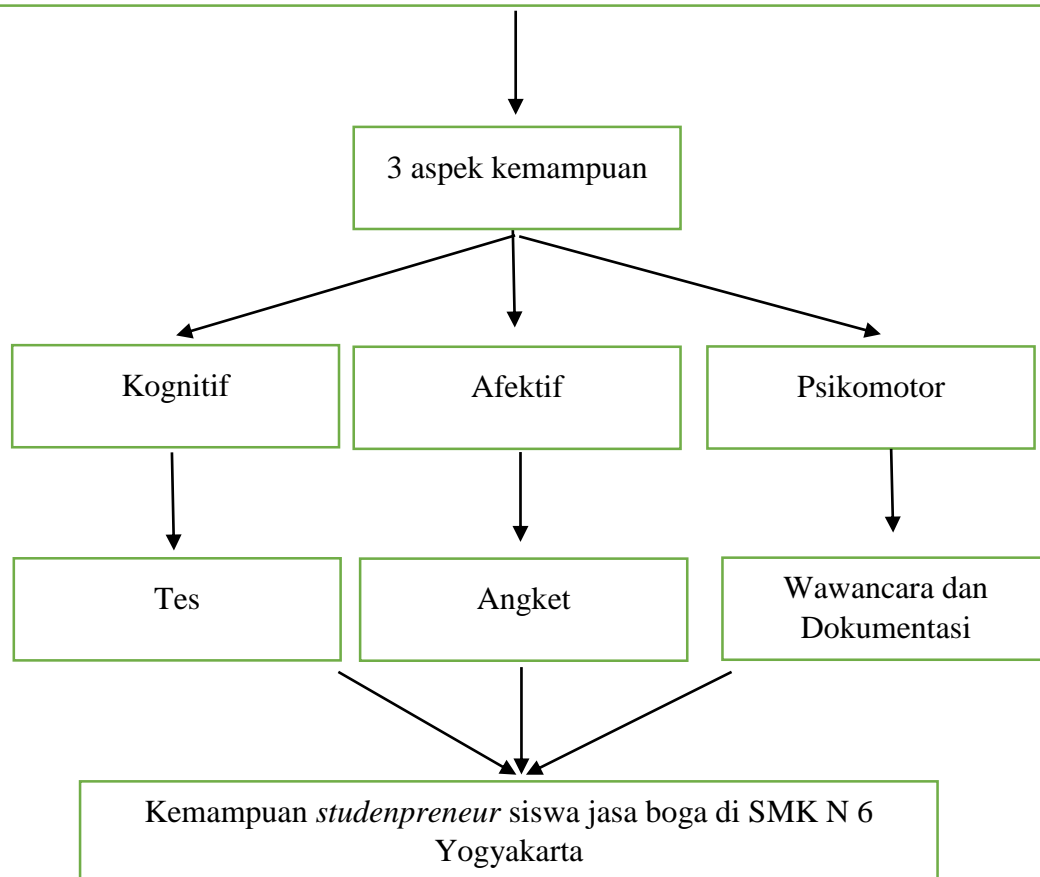 3 aspek kemampuan
Kognitif
Afektif
Psikomotor
Tes
Angket
Wawancara dan
Dokumentasi
Kemampuan studenpreneur siswa jasa boga di SMK N 6
Yogyakarta